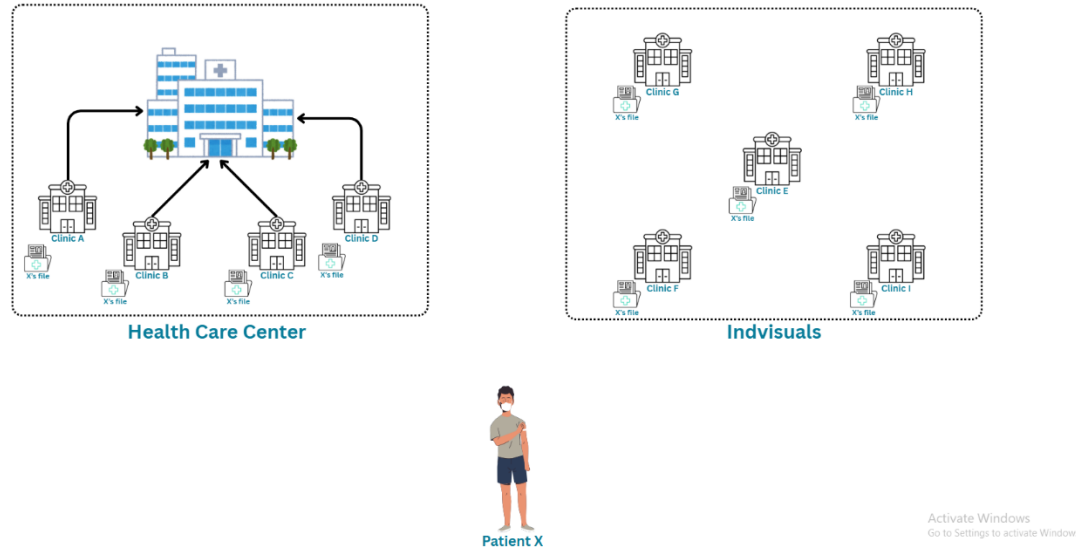 Clinic G
Clinic H
X's file
X's file
Clinic E
X's file
Clinic A
Clinic D
X's file
X's file
Clinic B
Clinic C
X's file
X's file
Clinic F
Clinic I
X's file
X's file
Health Care Center
Indvisuals
Patient X
Activate Windows
Go to Settings to activate Window